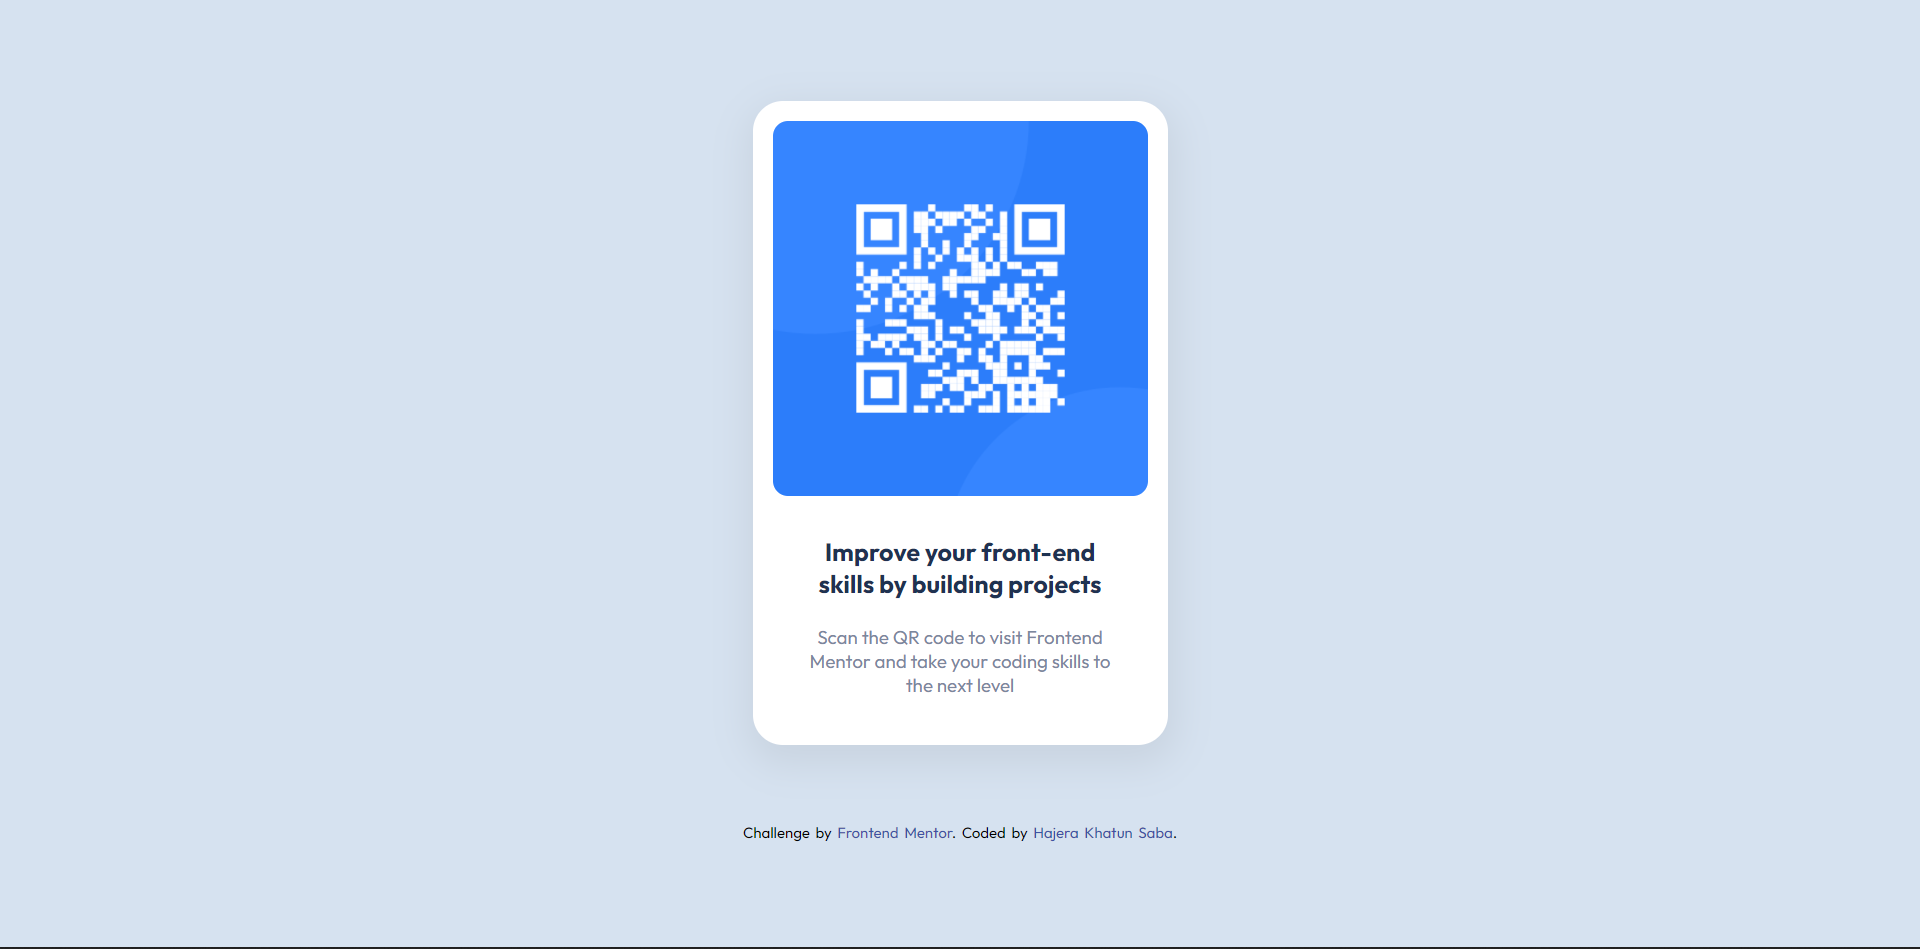 Improve your front-end
skills by building projects
Scan the QR code to visit Frontend
Mentor and take your coding skills to
the next level
Challenge by Frontend Mentor. Coded by Hajera Khatun Saba.